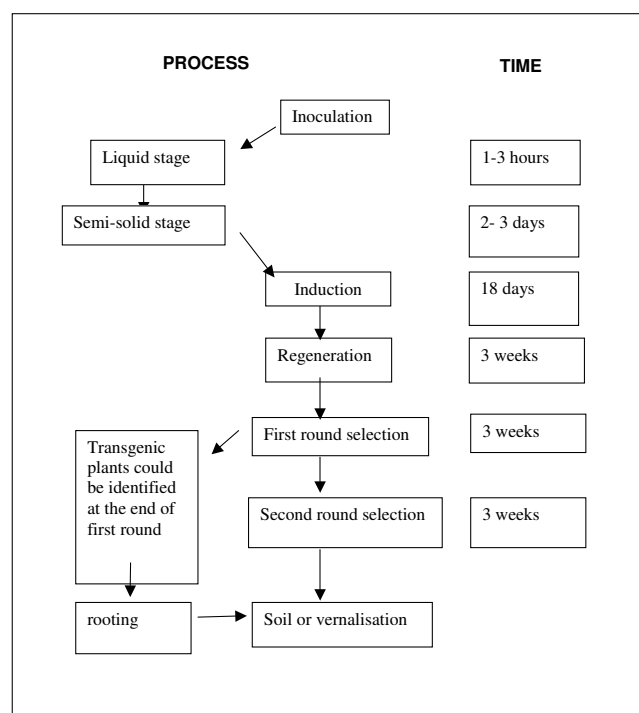 PROCESS
TIME
Inoculation
Liquid stage
1-3 hours
Semi-solid stage
2- 3 days
Induction
18 days
Regeneration
3 weeks
First round selection
3 weeks
Transgenic
plants could
be identified
at the end of
first round
Second round selection
3 weeks
rooting
Soil or vernalisation